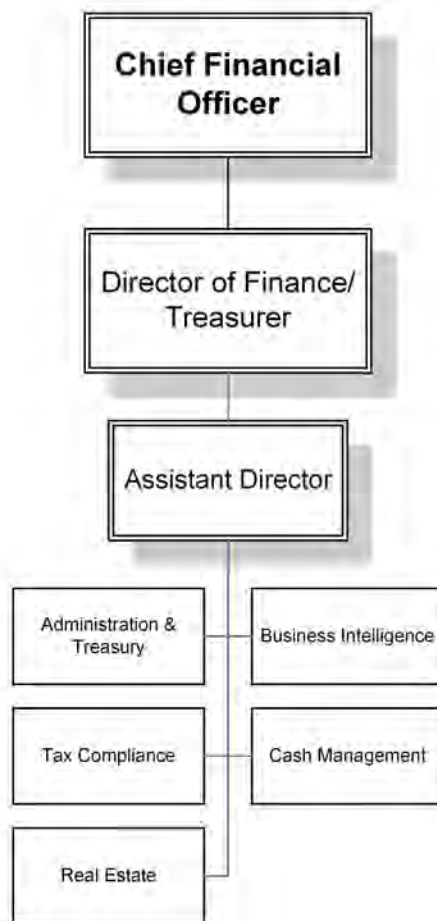 Chief Financial
Officer
Director of Finance/
Treasurer
Assistant Director
Administration &
Treasury
Business Intelligence
Tax Compliance
Cash Management
Real Estate